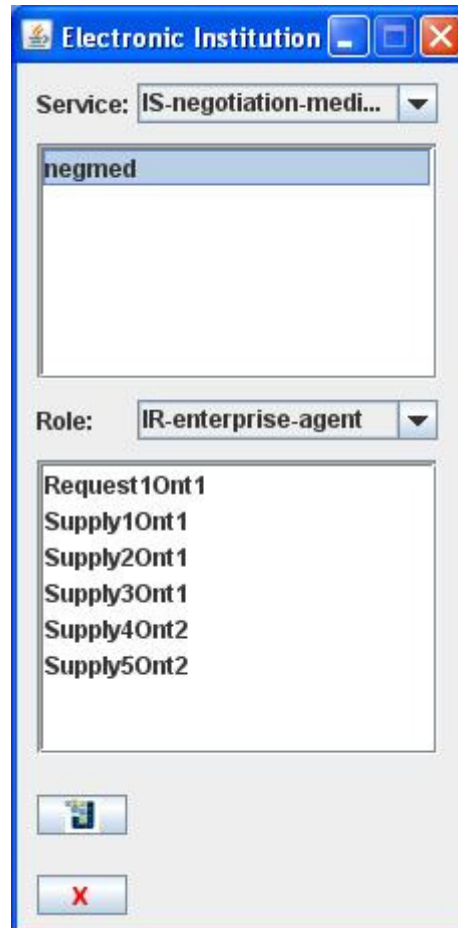 Electronic Institution
Service: IS-negotiation-medi...
negmed
Role: IR-enterprise-agent
Request1Ont1
Supply1Ont1
Supply2Ont1
Supply3Ont1
Supply4Ont2
Supply5Ont2
X